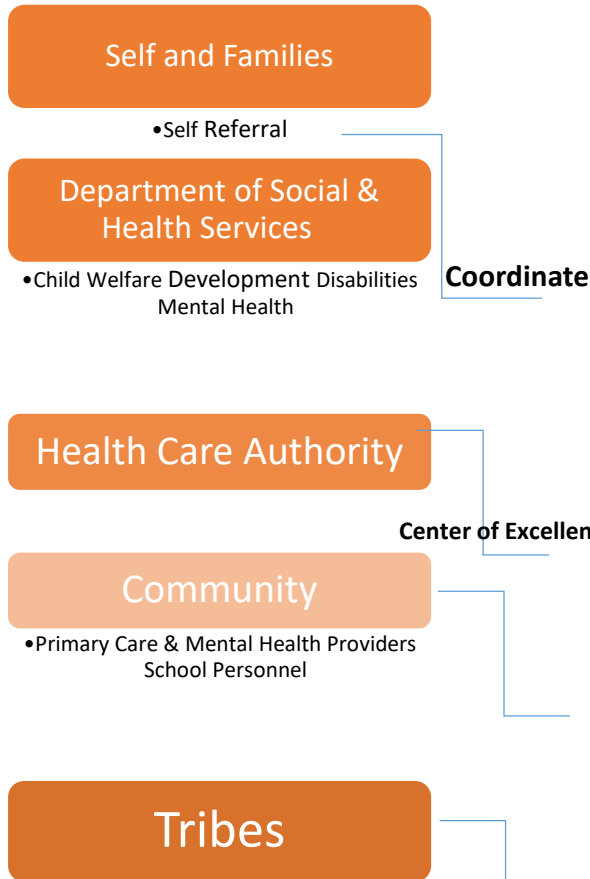 Self and Families
•Self Referral
Department of Social &
Health Services
•Child Welfare Development Disabilities
Mental Health
Coordinate
Health Care Authority
Center of Excellen
Community
•Primary Care & Mental Health Providers
School Personnel
Tribes